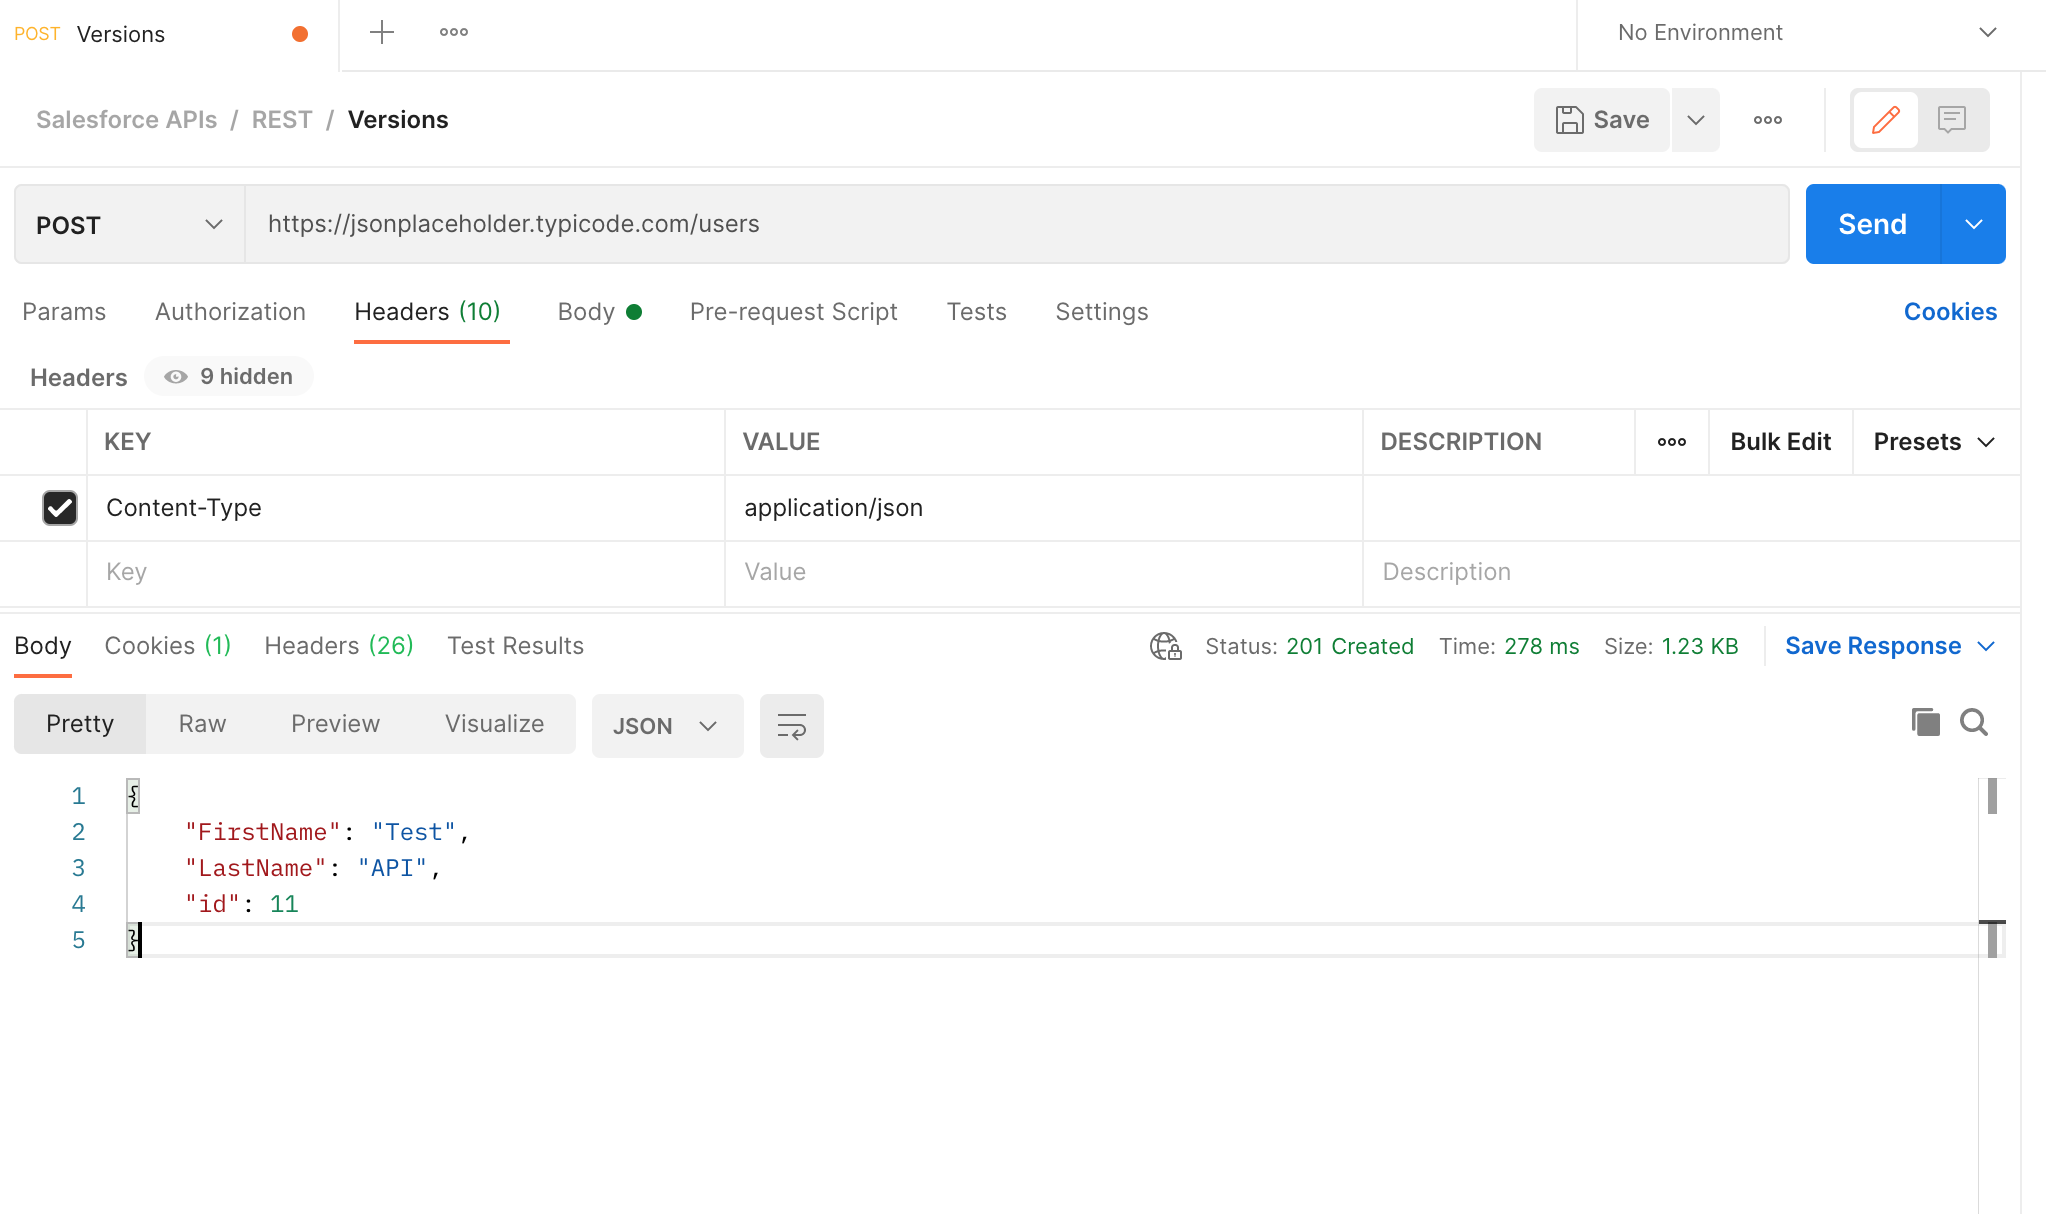 POST Versions No Environment
Salesforce APIs / REST / Versions Save
POST https://jsonplaceholder.typicode.com/users Send
Params Authorization Headers (10) Body Pre-request Script Tests Settings Cookies
Headers 9 hidden
KEY VALUE DESCRIPTION Bulk Edit Presets
Content-Type application/json
Key Value Description
Body Cookies (1) Headers (26) Test Results Status: 201 Created Time: 278 ms Size: 1.23 KB Save Response
Pretty Raw Preview Visualize JSON
1 {
2 "FirstName": "Test",
3 "LastName": "API",
4 "id": 11
5 }